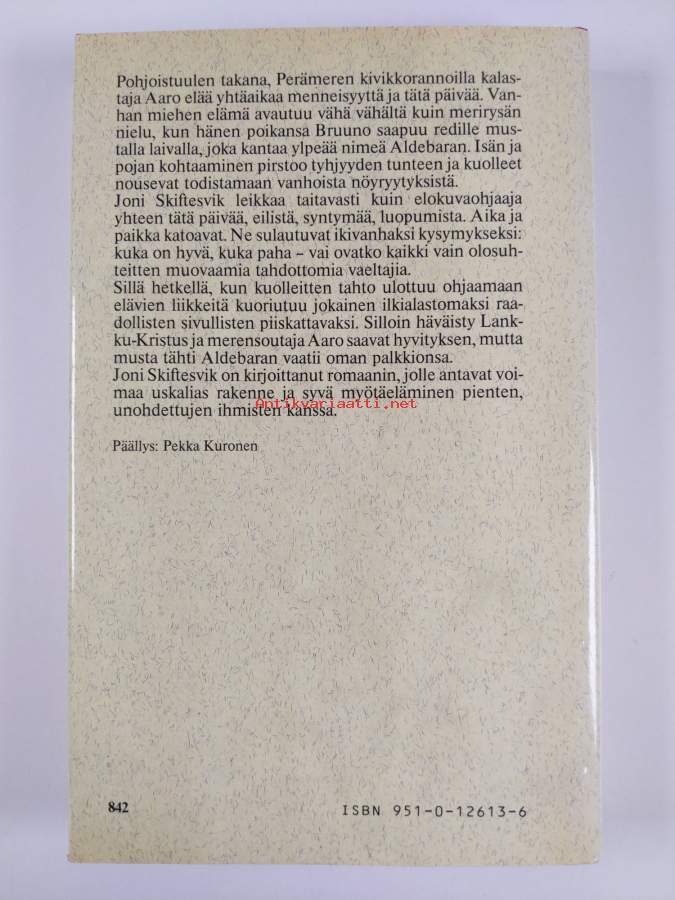 Pohjoistuulen takana, Perämeren kivikkorannoilla kalas-
taja Aaro elää yhtäaikaa menneisyyttä ja tätä päivää. Van-
han miehen elämä avautuu vähä vähältä kuin merirysän
nielu, kun hänen poikansa Bruuno saapuu redille mus-
talla laivalla, joka kantaa ylpeää nimeä Aldebaran. Isän ja
pojan kohtaaminen pirstoo tyhjyyden tunteen ja kuolleet
nousevat todistamaan vanhoista nöyryytyksistä.
Joni Skiftesvik leikkaa taitavasti kuin elokuvaohjaaja
yhteen tätä päivää, eilistä, syntymää, luopumista. Aika ja
paikka katoavat. Ne sulautuvat ikivanhaksi kysymykseksi:
kuka on hyvä, kuka paha – vai ovatko kaikki vain olosuh-
teitten muovaamia tahdottomia vaeltajia.
Sillä hetkellä, kun kuolleitten tahto ulottuu ohjaamaan
elävien liikkeitä kuoriutuu jokainen ilkialastomaksi raa-
dollisten sivullisten piiskattavaksi. Silloin häväisty Lank-
ku-Kristus ja merensoutaja Aaro saavat hyvityksen, mutta
musta tähti Aldebaran vaatii oman palkkionsa.
Joni Skiftesvik on kirjoittanut romaanin, jolle antavat voi-
maa uskalias rakenne ja syvä myötäeläminen pienten,
Antikvariaatti.net
unohdettujen ihmisten kanssa.
Päällys: Pekka Kuronen
842
ISBN 951-0-12613-6